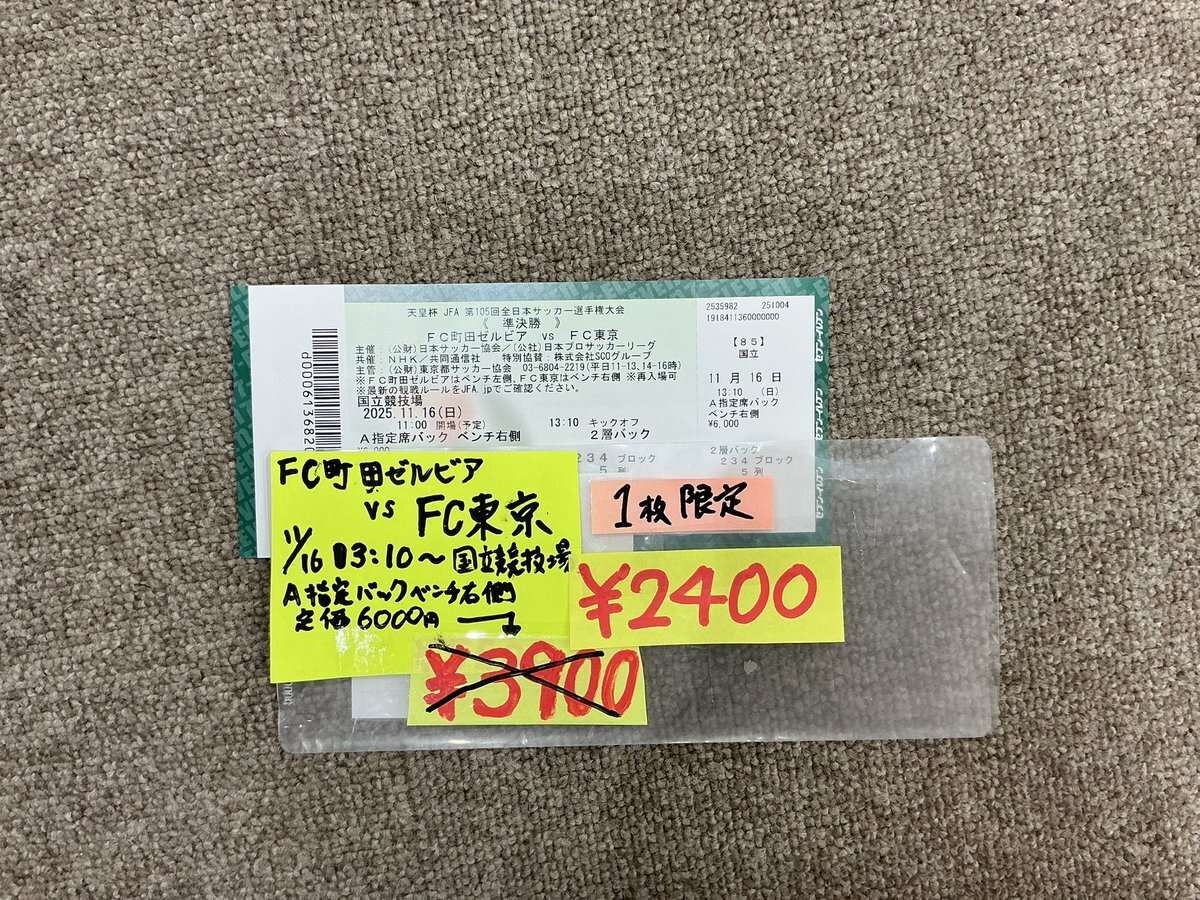 天皇杯 JFA 第105回全日本サッカー選手権大会
《 準決勝 》
ＦＣ町田ゼルビア vs ＦＣ東京
主催：(公財)日本サッカー協会／(公社)日本プロサッカーリーグ
共催：ＮＨＫ／共同通信社 特別協賛：株式会社SCOグループ
主管：(公財)東京都サッカー協会 03-6804-2219(平日11-13,14-16時)
※ＦＣ町田ゼルビアはベンチ左側、ＦＣ東京はベンチ右側 ※再入場可
※最新の観戦ルールをJFA.jpでご確認ください。
国立競技場
2025.11.16(日)
11:00 開場(予定) 13:10 キックオフ
Ａ指定席バック ベンチ右側 ２層バック
234 ブロック
5 列
2535982 251004
1918411360000000
【８５】
国立
11月16日
13:10 (日)
Ａ指定席バック
ベンチ右側
¥6,000
２層バック
234 ブロック
5 列
FC町田ゼルビア
vs FC東京
11/16 13:10〜国立競技場
A指定バックベンチ右側
定価6000円
1枚限定
¥2400
¥3900